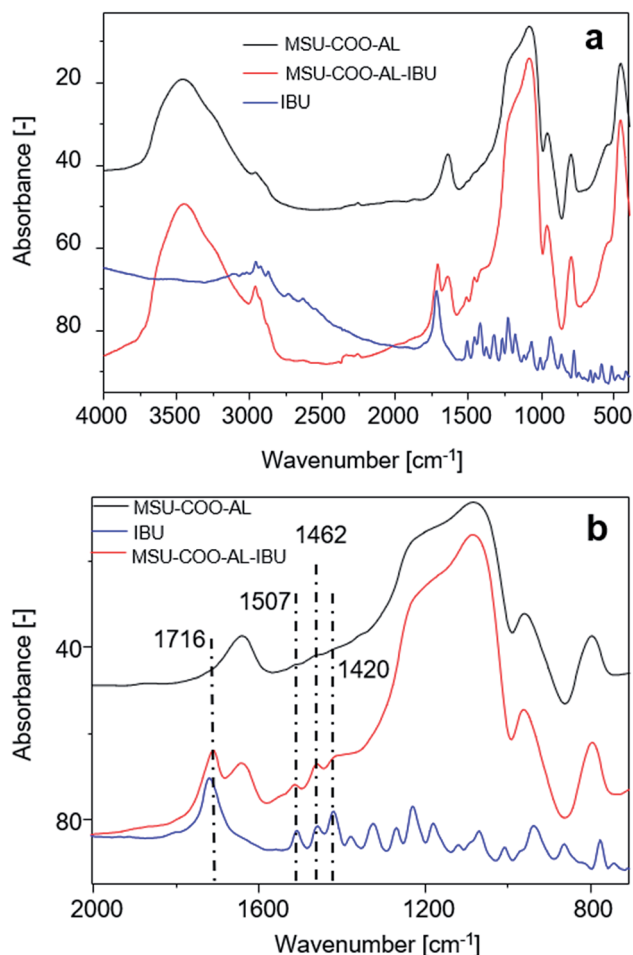 a
MSU-COO-AL
MSU-COO-AL-IBU
IBU
20
40
60
80
Absorbance [-]
4000 3500 3000 2500 2000 1500 1000 500
Wavenumber [cm⁻¹]
b
MSU-COO-AL
IBU
MSU-COO-AL-IBU
1462
1507
1716
1420
40
80
Absorbance [-]
2000 1600 1200 800
Wavenumber [cm⁻¹]